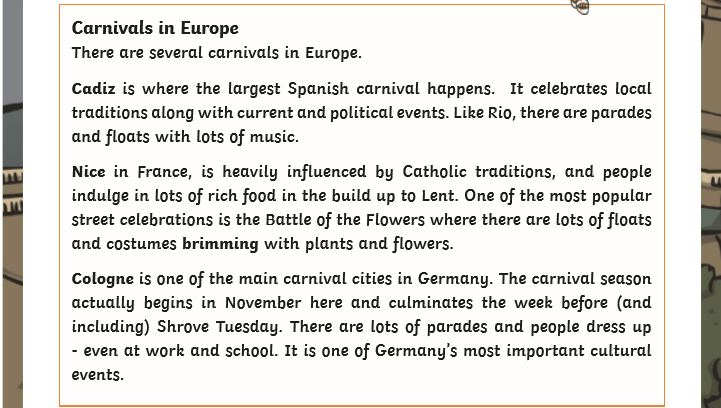 Carnivals in Europe
There are several carnivals in Europe.
Cadiz is where the largest Spanish carnival happens.  It celebrates local
traditions along with current and political events. Like Rio, there are parades
and floats with lots of music.
Nice in France, is heavily influenced by Catholic traditions, and people
indulge in lots of rich food in the build up to Lent. One of the most popular
street celebrations is the Battle of the Flowers where there are lots of floats
and costumes brimming with plants and flowers.
Cologne is one of the main carnival cities in Germany. The carnival season
actually begins in November here and culminates the week before (and
including) Shrove Tuesday. There are lots of parades and people dress up
- even at work and school. It is one of Germany's most important cultural
events.